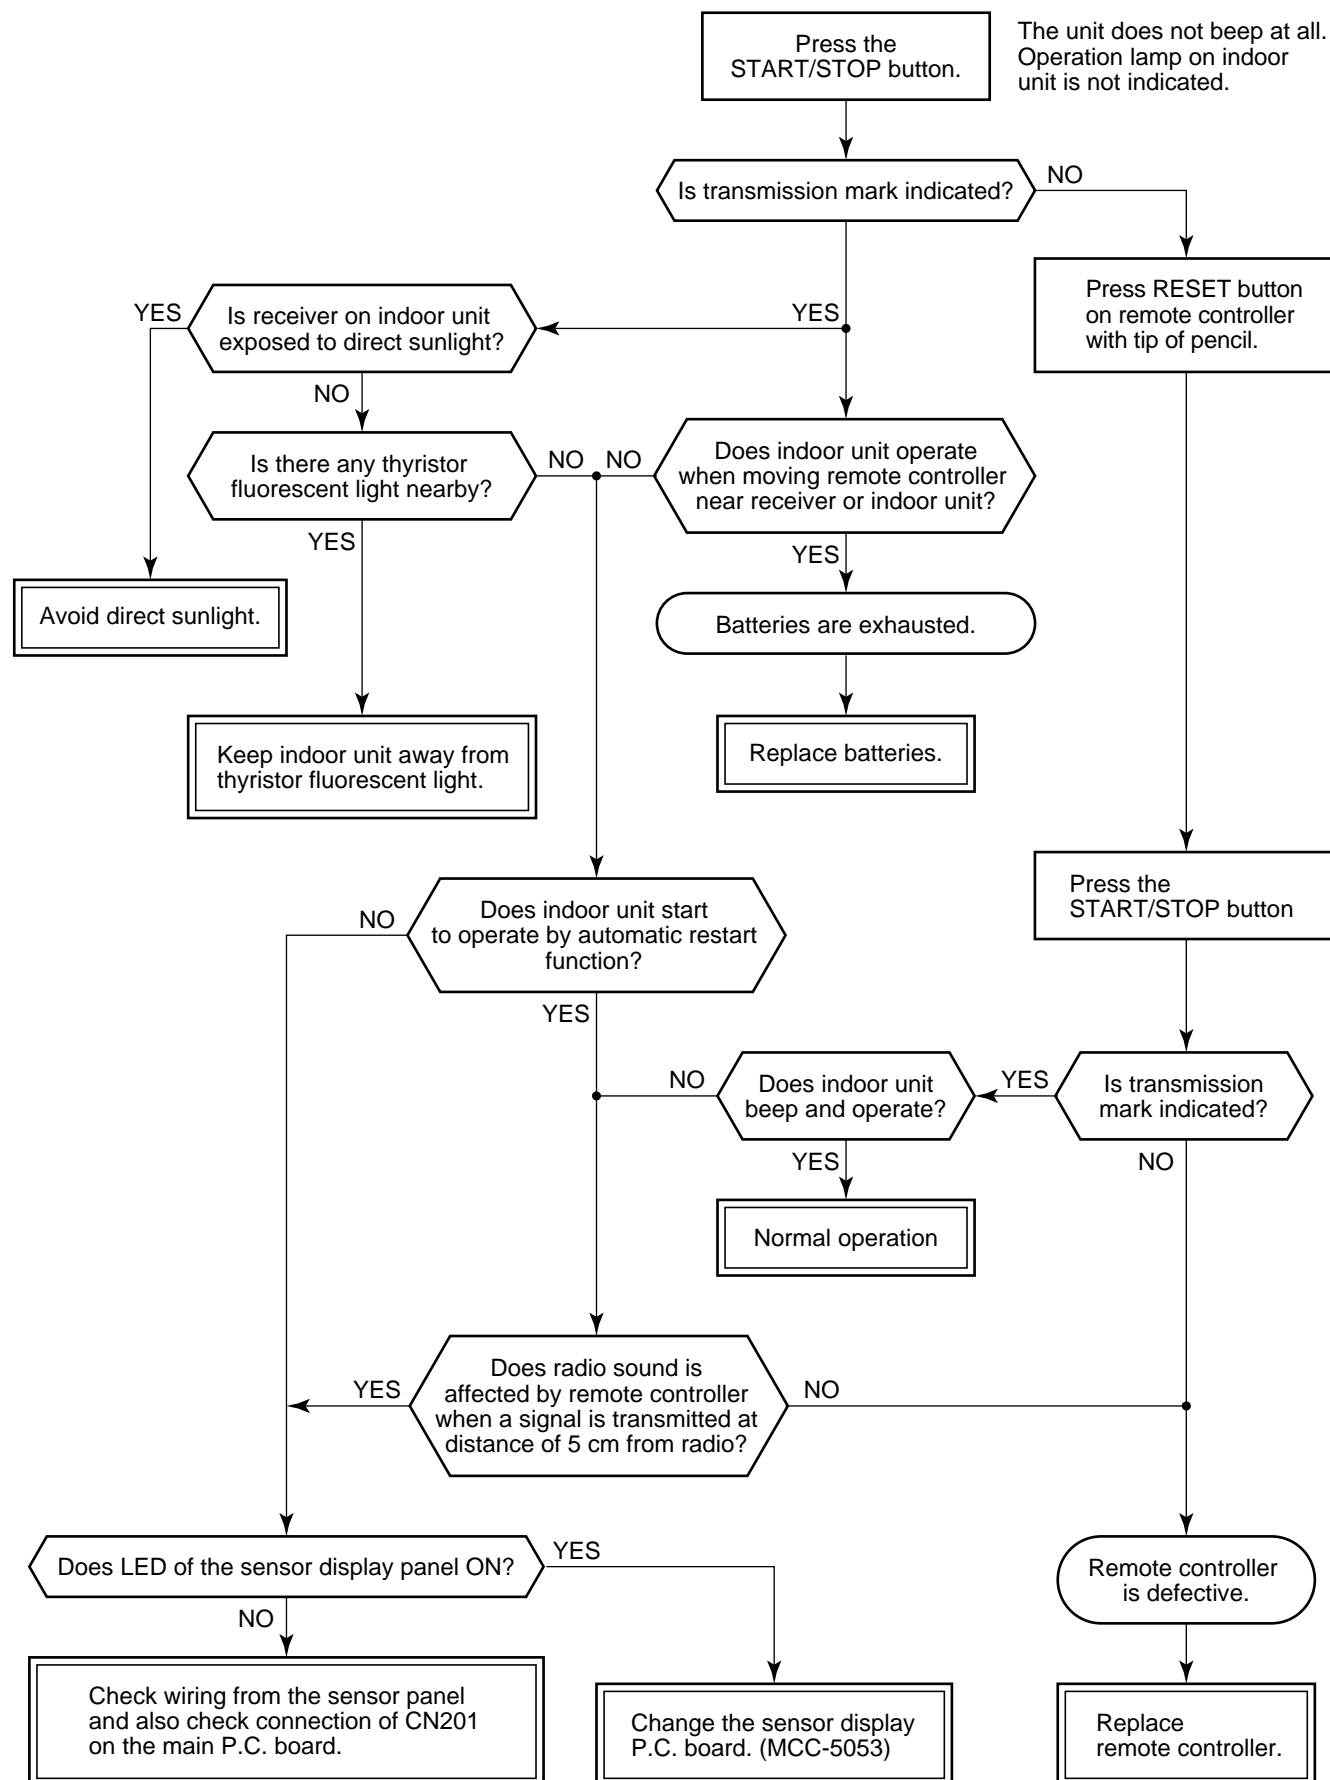 Press the
START/STOP button.
The unit does not beep at all.
Operation lamp on indoor
unit is not indicated.
Is transmission mark indicated?
NO
YES
Is receiver on indoor unit
exposed to direct sunlight?
YES
Press RESET button
on remote controller
with tip of pencil.
NO
Is there any thyristor
fluorescent light nearby?
NO
NO
Does indoor unit operate
when moving remote controller
near receiver or indoor unit?
YES
YES
Avoid direct sunlight.
Batteries are exhausted.
Keep indoor unit away from
thyristor fluorescent light.
Replace batteries.
Does indoor unit start
to operate by automatic restart
function?
NO
Press the
START/STOP button
YES
NO
Does indoor unit
beep and operate?
YES
Is transmission
mark indicated?
YES
NO
Normal operation
Does radio sound is
affected by remote controller
when a signal is transmitted at
distance of 5 cm from radio?
YES
NO
Does LED of the sensor display panel ON?
YES
Remote controller
is defective.
NO
Check wiring from the sensor panel
and also check connection of CN201
on the main P.C. board.
Change the sensor display
P.C. board. (MCC-5053)
Replace
remote controller.